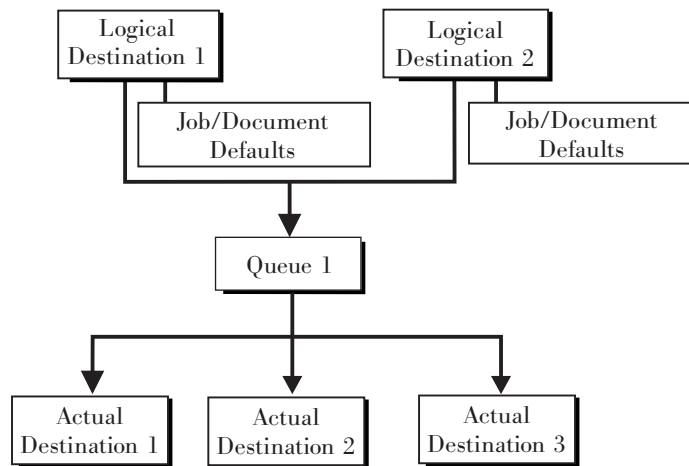 Logical
Destination 1
Logical
Destination 2
Job/Document
Defaults
Job/Document
Defaults
Queue 1
Actual
Destination 1
Actual
Destination 2
Actual
Destination 3